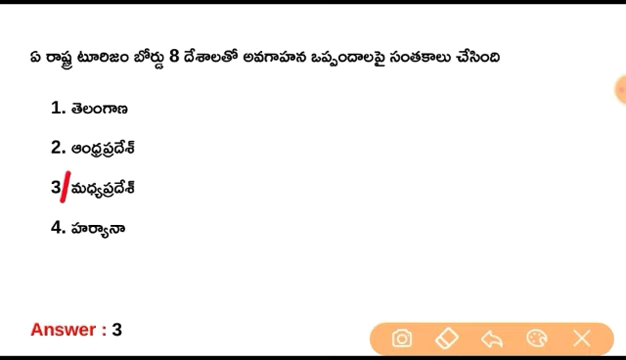 ఏ రాష్ట్ర టూరిజం బోర్డు 8 దేశాలతో అవగాహన ఒప్పందాలపై సంతకాలు చేసింది
1. తెలంగాణ
2. ఆంధ్రప్రదేశ్
3 మధ్యప్రదేశ్
4. హర్యానా
Answer : 3